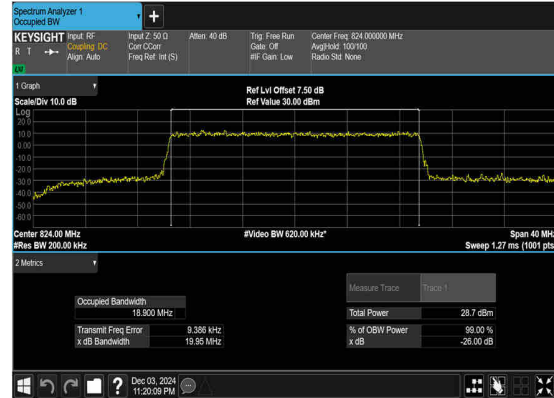 Spectrum Analyzer 1
Occupied BW
+
KEYSIGHT Input: RF Input Z: 50 Ω Atten: 40 dB Trig: Free Run Center Freq: 824.000000 MHz
R T Coupling: DC Corr CCorr Gate: Off Avg|Hold: 100/100
Align: Auto Freq Ref: Int (S) #IF Gain: Low Radio Std: None
1 Graph Ref Lvl Offset 7.50 dB
Scale/Div 10.0 dB Ref Value 30.00 dBm
Log
20.0
10.0
0.00
-10.0
-20.0
-30.0
-40.0
-50.0
-60.0
Center 824.00 MHz #Video BW 620.00 kHz* Span 40 MHz
#Res BW 200.00 kHz Sweep 1.27 ms (1001 pts)
2 Metrics
Measure Trace Trace 1
Occupied Bandwidth
18.900 MHz Total Power 28.7 dBm
Transmit Freq Error 9.386 kHz % of OBW Power 99.00 %
x dB Bandwidth 19.95 MHz x dB -26.00 dB
? Dec 03, 2024
11:20:09 PM